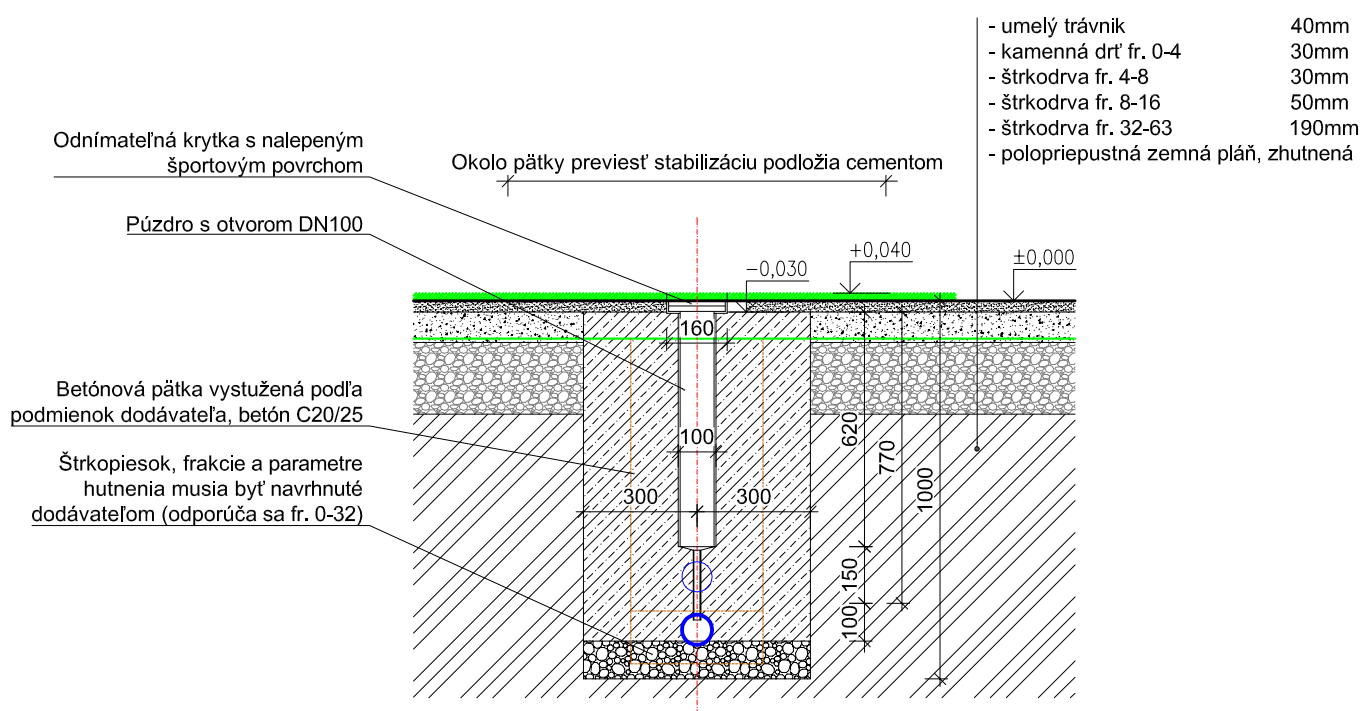 - umelý trávnik 40mm
- kamenná drť fr. 0-4 30mm
- štrkodrva fr. 4-8 30mm
- štrkodrva fr. 8-16 50mm
- štrkodrva fr. 32-63 190mm
- polopriepustná zemná pláň, zhutnená
Odnímateľná krytka s nalepeným
športovým povrchom
Okolo pätky previesť stabilizáciu podložia cementom
Púzdro s otvorom DN100
-0,030
+0,040
±0,000
160
Betónová pätka vystužená podľa
podmienok dodávateľa, betón C20/25
100
620
770
1000
Štrkopiesok, frakcie a parametre
hutnenia musia byť navrhnuté
dodávateľom (odporúča sa fr. 0-32)
300
300
150
100